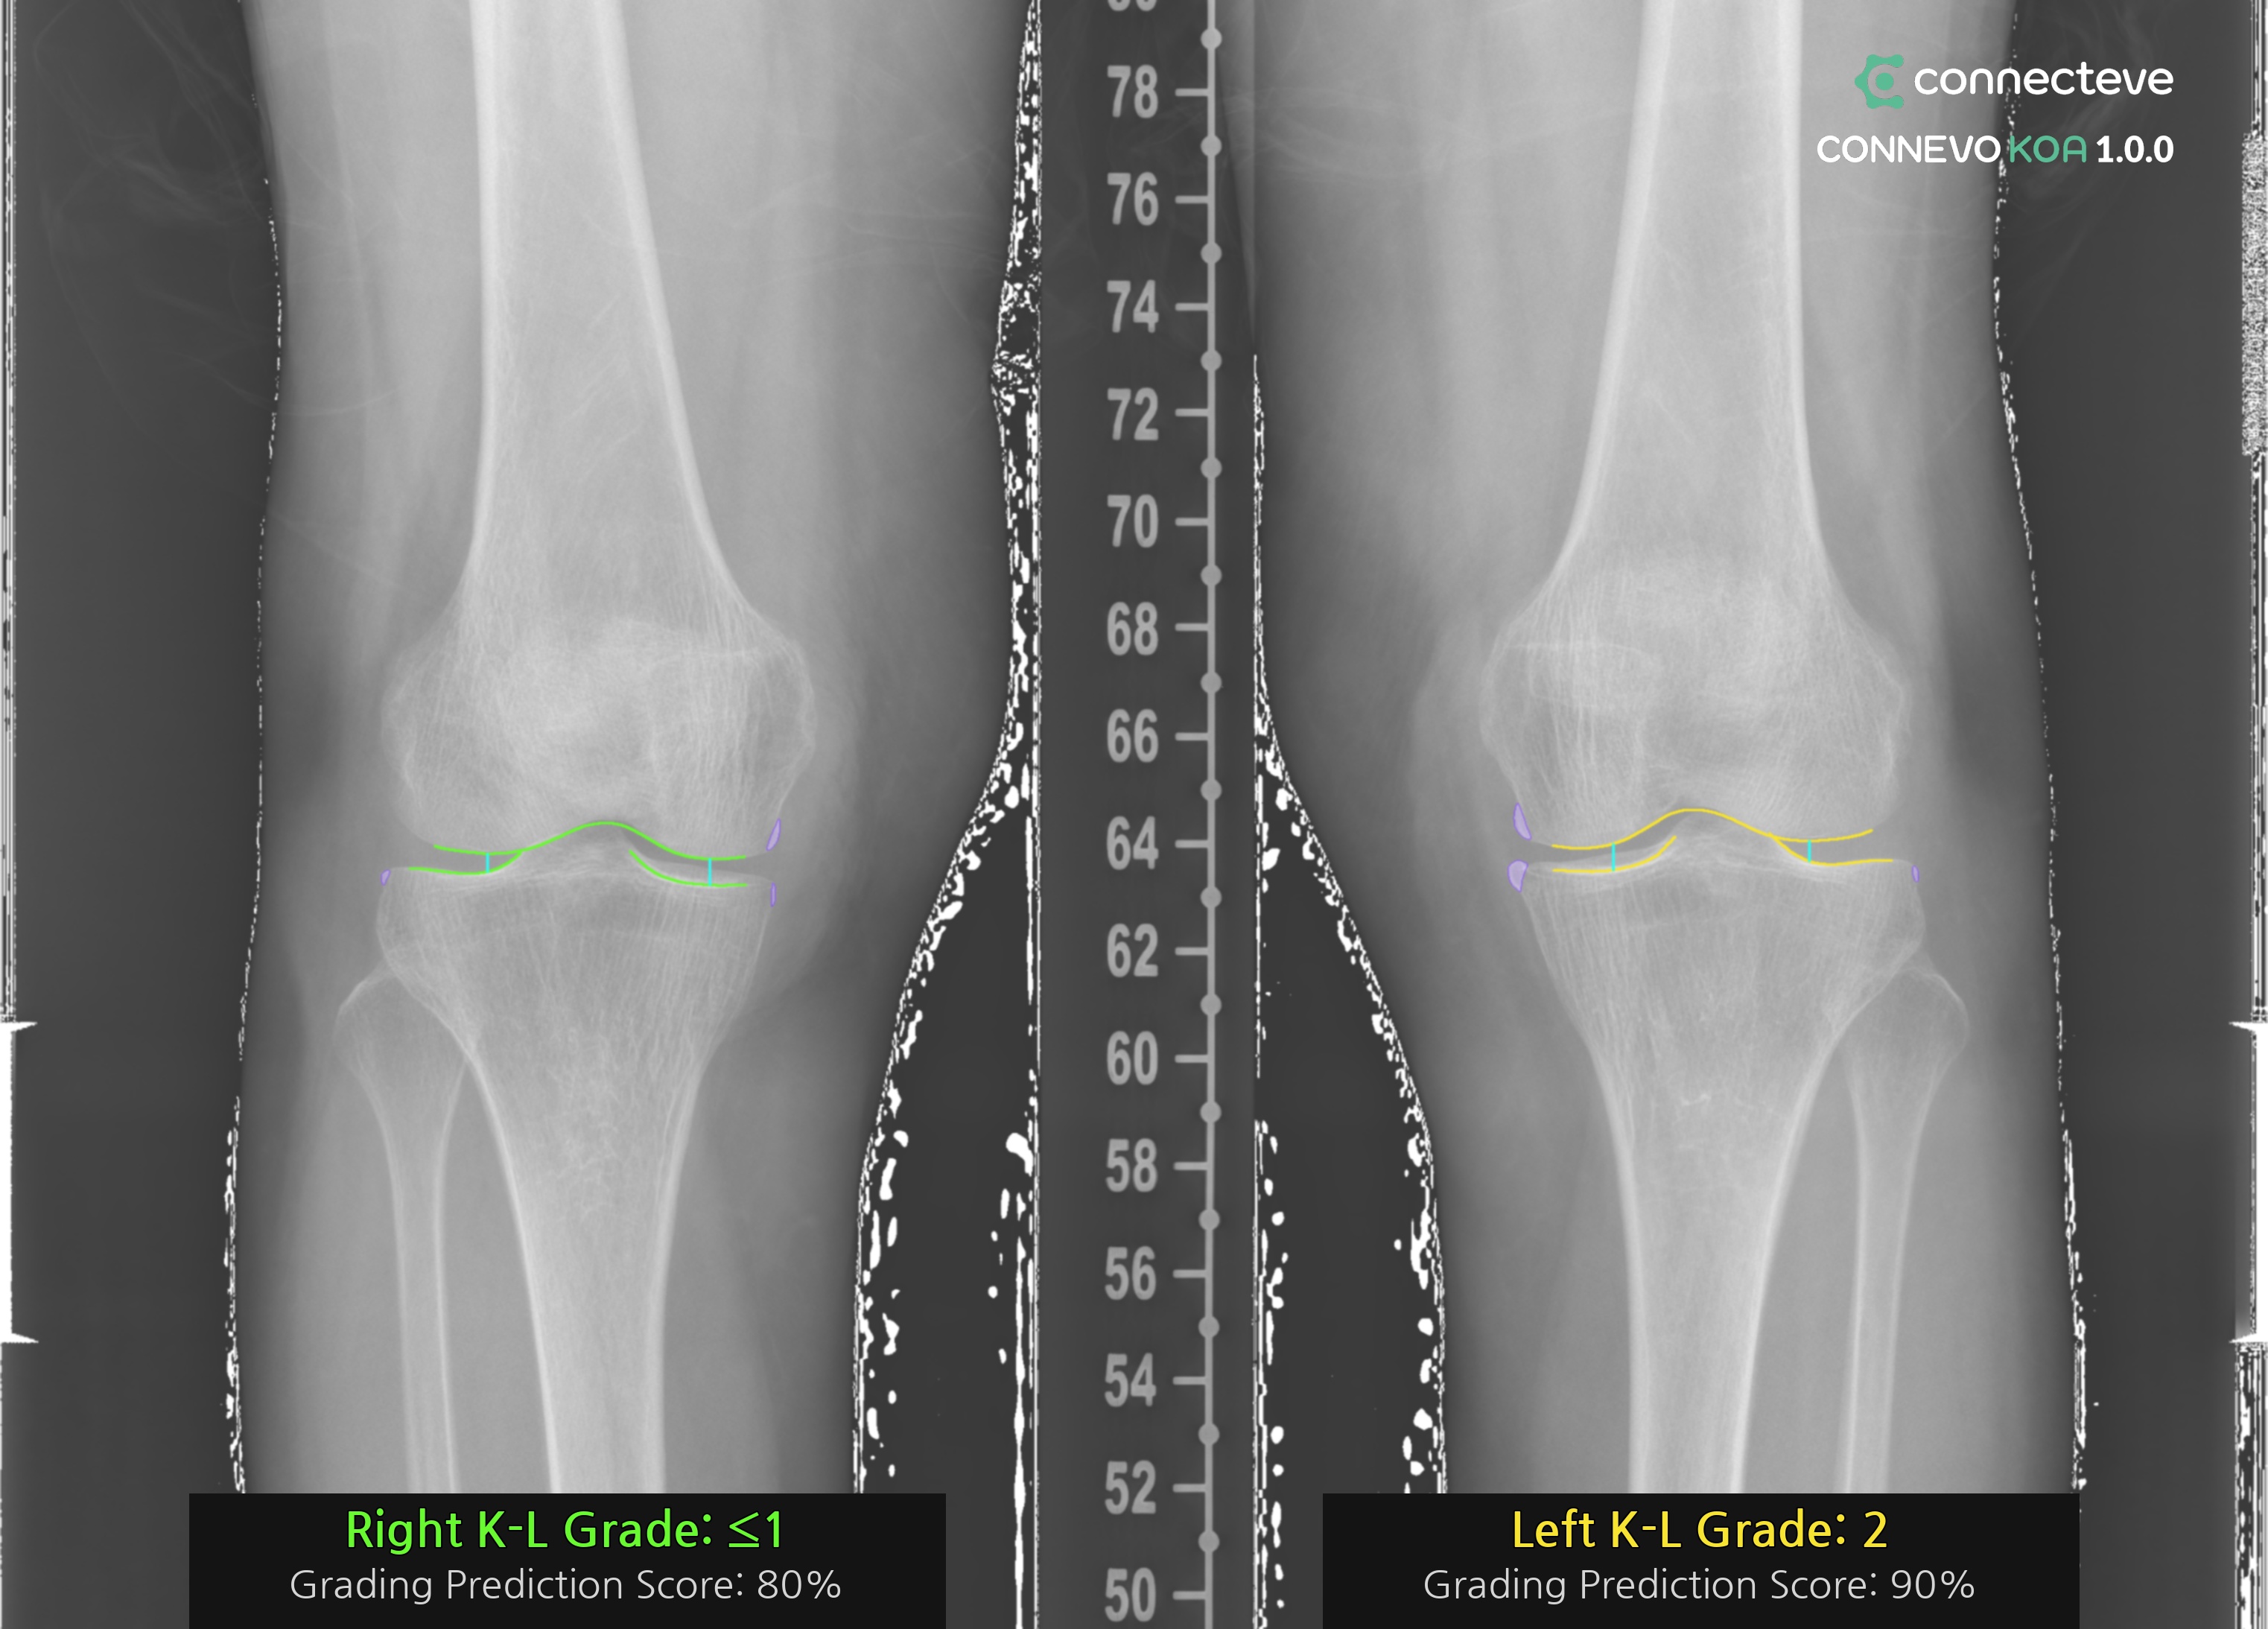 connecteve
CONNEVO KOA 1.0.0
78
76
74
72
70
68
66
64
62
60
58
56
54
52
50
Right K-L Grade: ≤1
Grading Prediction Score: 80%
Left K-L Grade: 2
Grading Prediction Score: 90%